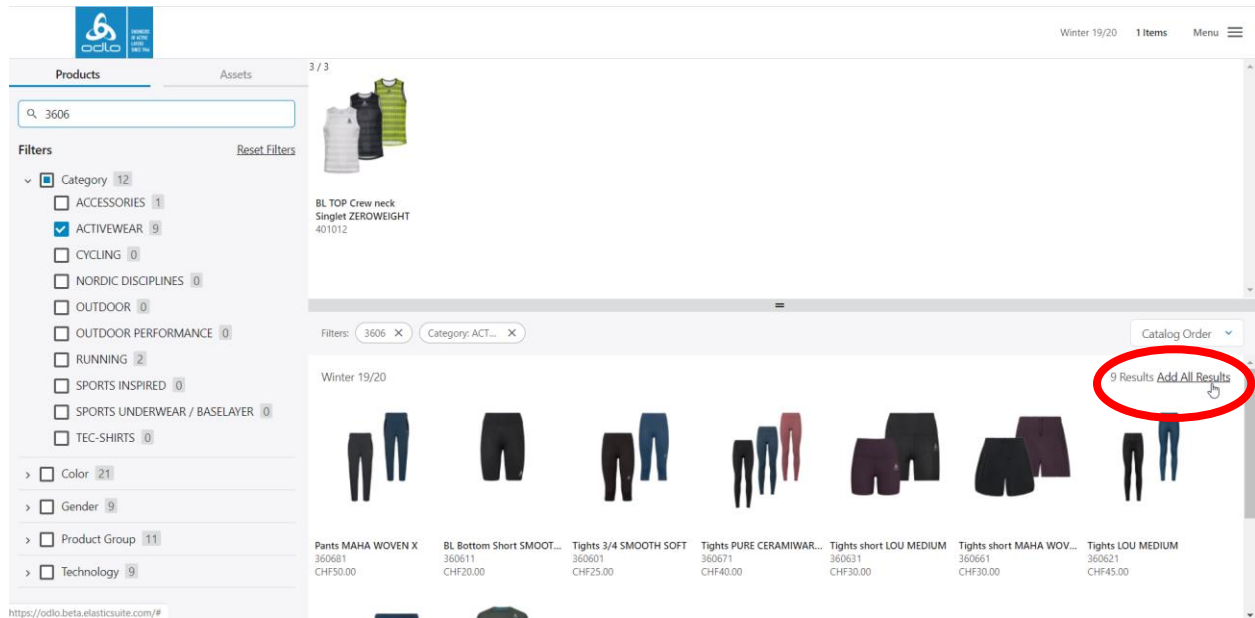 odlo
ENGINEERS
OF ACTIVE
LAYERS
SINCE 1946
Winter 19/20 1 Items Menu
Products Assets
3606
Filters Reset Filters
Category 12
ACCESSORIES 1
ACTIVEWEAR 9
CYCLING 0
NORDIC DISCIPLINES 0
OUTDOOR 0
OUTDOOR PERFORMANCE 0
RUNNING 2
SPORTS INSPIRED 0
SPORTS UNDERWEAR / BASELAYER 0
TEC-SHIRTS 0
Color 21
Gender 9
Product Group 11
Technology 9
https://odlo.beta.elasticsuite.com/#
3 / 3
BL TOP Crew neck
Singlet ZEROWEIGHT
401012
Filters: 3606 X Category: ACT... X Catalog Order
Winter 19/20 9 Results Add All Results
Pants MAHA WOVEN X
360681
CHF50.00
BL Bottom Short SMOOT...
360611
CHF20.00
Tights 3/4 SMOOTH SOFT
360601
CHF25.00
Tights PURE CERAMIWAR...
360671
CHF40.00
Tights short LOU MEDIUM
360631
CHF30.00
Tights short MAHA WOV...
360661
CHF30.00
Tights LOU MEDIUM
360621
CHF45.00